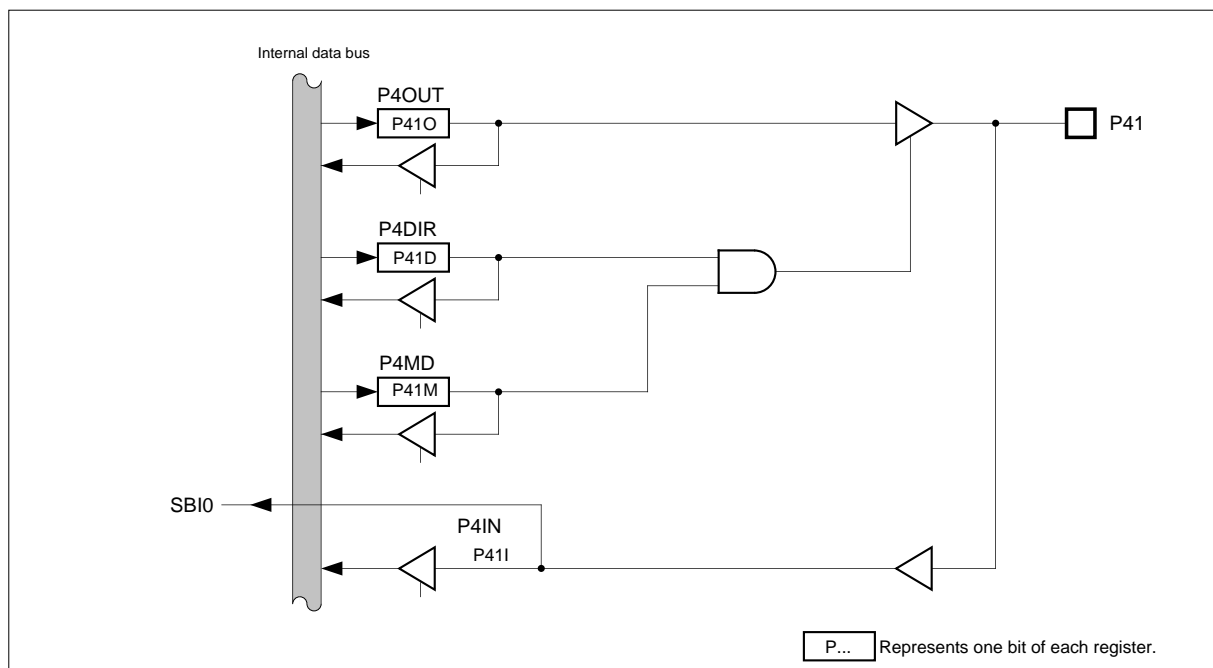 Internal data bus
P4OUT
P41O
P41
P4DIR
P41D
P4MD
P41M
SBI0
P4IN
P41I
P... Represents one bit of each register.